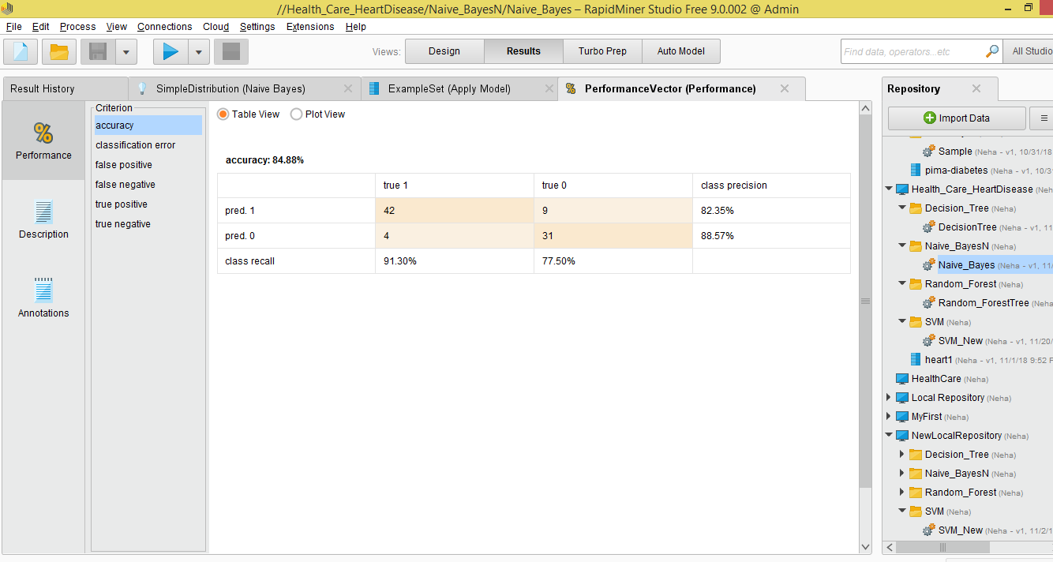 //Health_Care_HeartDisease/Naive_BayesN/Naive_Bayes – RapidMiner Studio Free 9.0.002 @ Admin
File Edit Process View Connections Cloud Settings Extensions Help
Views: Design Results Turbo Prep Auto Model Find data, operators...etc All Studio
Result History SimpleDistribution (Naive Bayes) ExampleSet (Apply Model) PerformanceVector (Performance)
Performance
Description
Annotations
Criterion
accuracy
classification error
false positive
false negative
true positive
true negative
Table View Plot View
accuracy: 84.88%
true 1 true 0 class precision
pred. 1 42 9 82.35%
pred. 0 4 31 88.57%
class recall 91.30% 77.50%
Repository
Import Data
Sample (Neha – v1, 10/31/18
pima-diabetes (Neha – v1, 10/3
Health_Care_HeartDisease (Neha)
Decision_Tree (Neha)
DecisionTree (Neha – v1, 11
Naive_BayesN (Neha)
Naive_Bayes (Neha – v1, 11/
Random_Forest (Neha)
Random_ForestTree (Neha
SVM (Neha)
SVM_New (Neha – v1, 11/20/
heart1 (Neha – v1, 11/1/18 9:52 P
HealthCare (Neha)
Local Repository (Neha)
MyFirst (Neha)
NewLocalRepository (Neha)
Decision_Tree (Neha)
Naive_BayesN (Neha)
Random_Forest (Neha)
SVM (Neha)
SVM_New (Neha – v1, 11/2/1